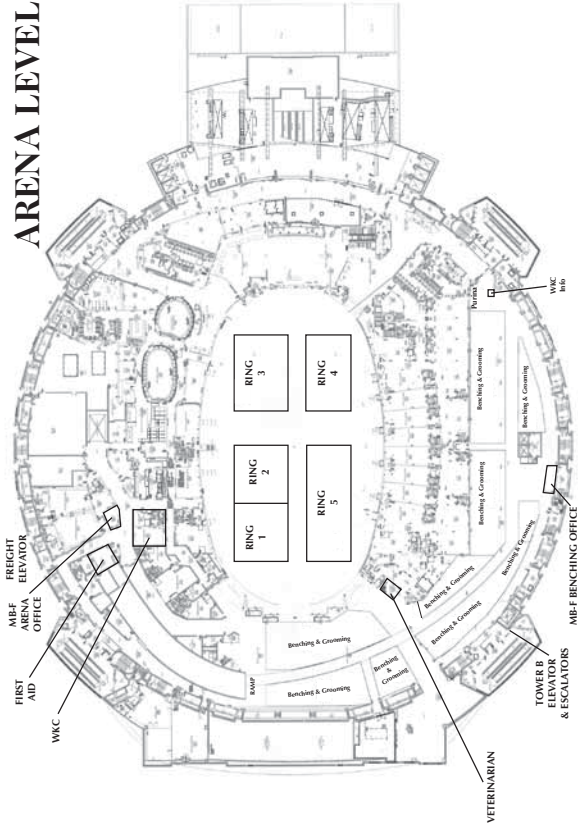 ARENA LEVEL
FREIGHT
ELEVATOR
MB-F
ARENA
OFFICE
FIRST
AID
WKC
RING
1
RING
2
RING
3
RING
4
RING
5
RAMP
Benching & Grooming
Benching & Grooming
Benching
&
Grooming
Benching & Grooming
Benching & Grooming
Benching & Grooming
Benching & Grooming
Benching & Grooming
Benching & Grooming
Purina
WKC
Info
VETERINARIAN
TOWER B
ELEVATOR
& ESCALATORS
MB-F BENCHING OFFICE